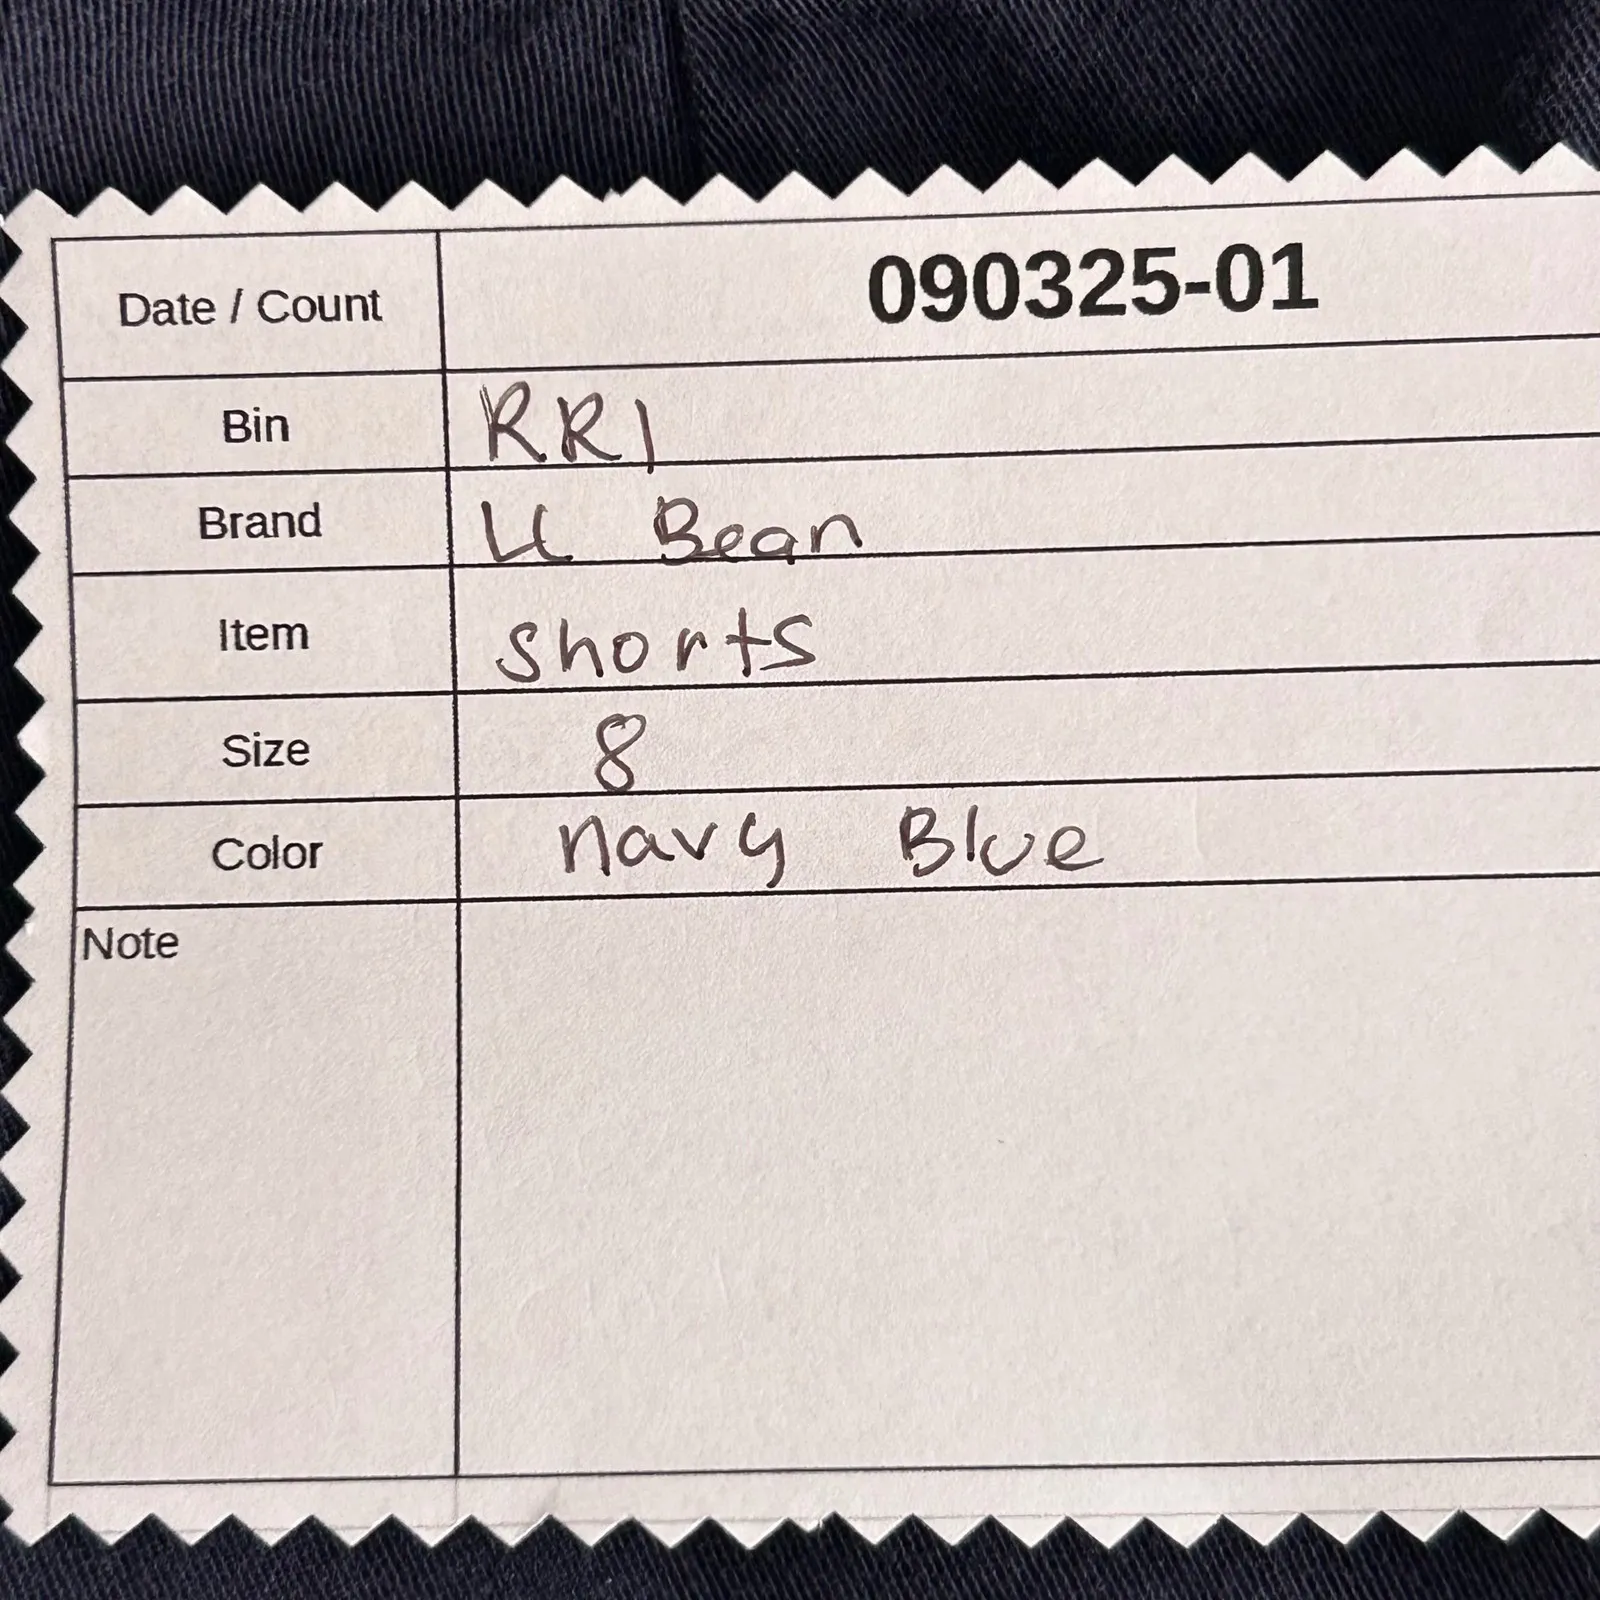 Date / Count 090325-01
Bin RR1
Brand LL Bean
Item shorts
Size 8
Color navy Blue
Note